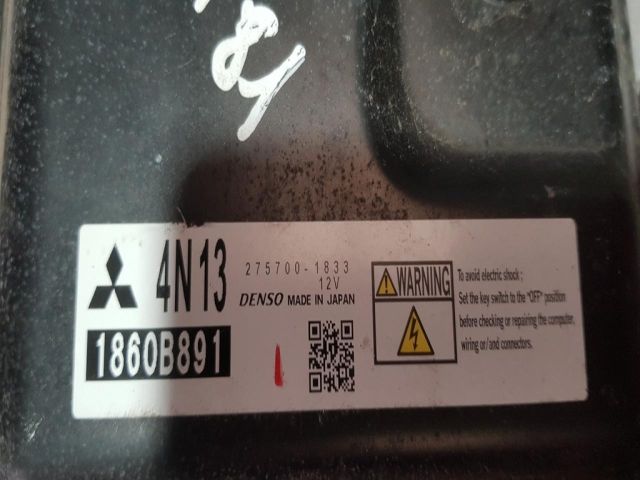 4N13
275700-1833
12V
DENSO MADE IN JAPAN
1860B891
WARNING
To avoid electric shock ;
Set the key switch to the "OFF" position
before checking or repairing the computer,
wiring or/and connectors.